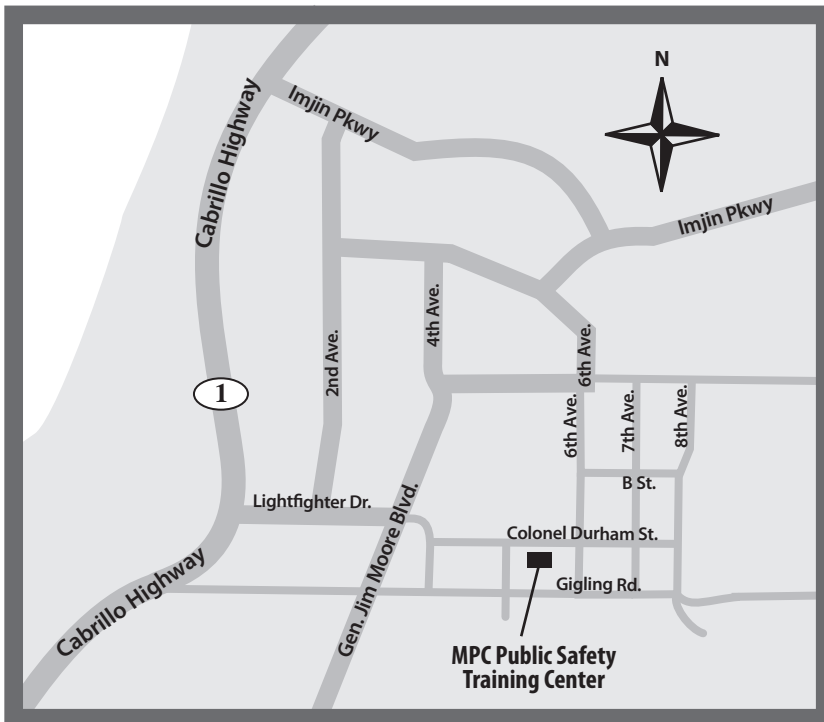 N
Imjin Pkwy
Cabrillo Highway
Imjin Pkwy
4th Ave.
2nd Ave.
6th Ave.
1
6th Ave.
7th Ave.
8th Ave.
B St.
Lightfighter Dr.
Gen. Jim Moore Blvd.
Colonel Durham St.
Cabrillo Highway
Gigling Rd.
MPC Public Safety
Training Center